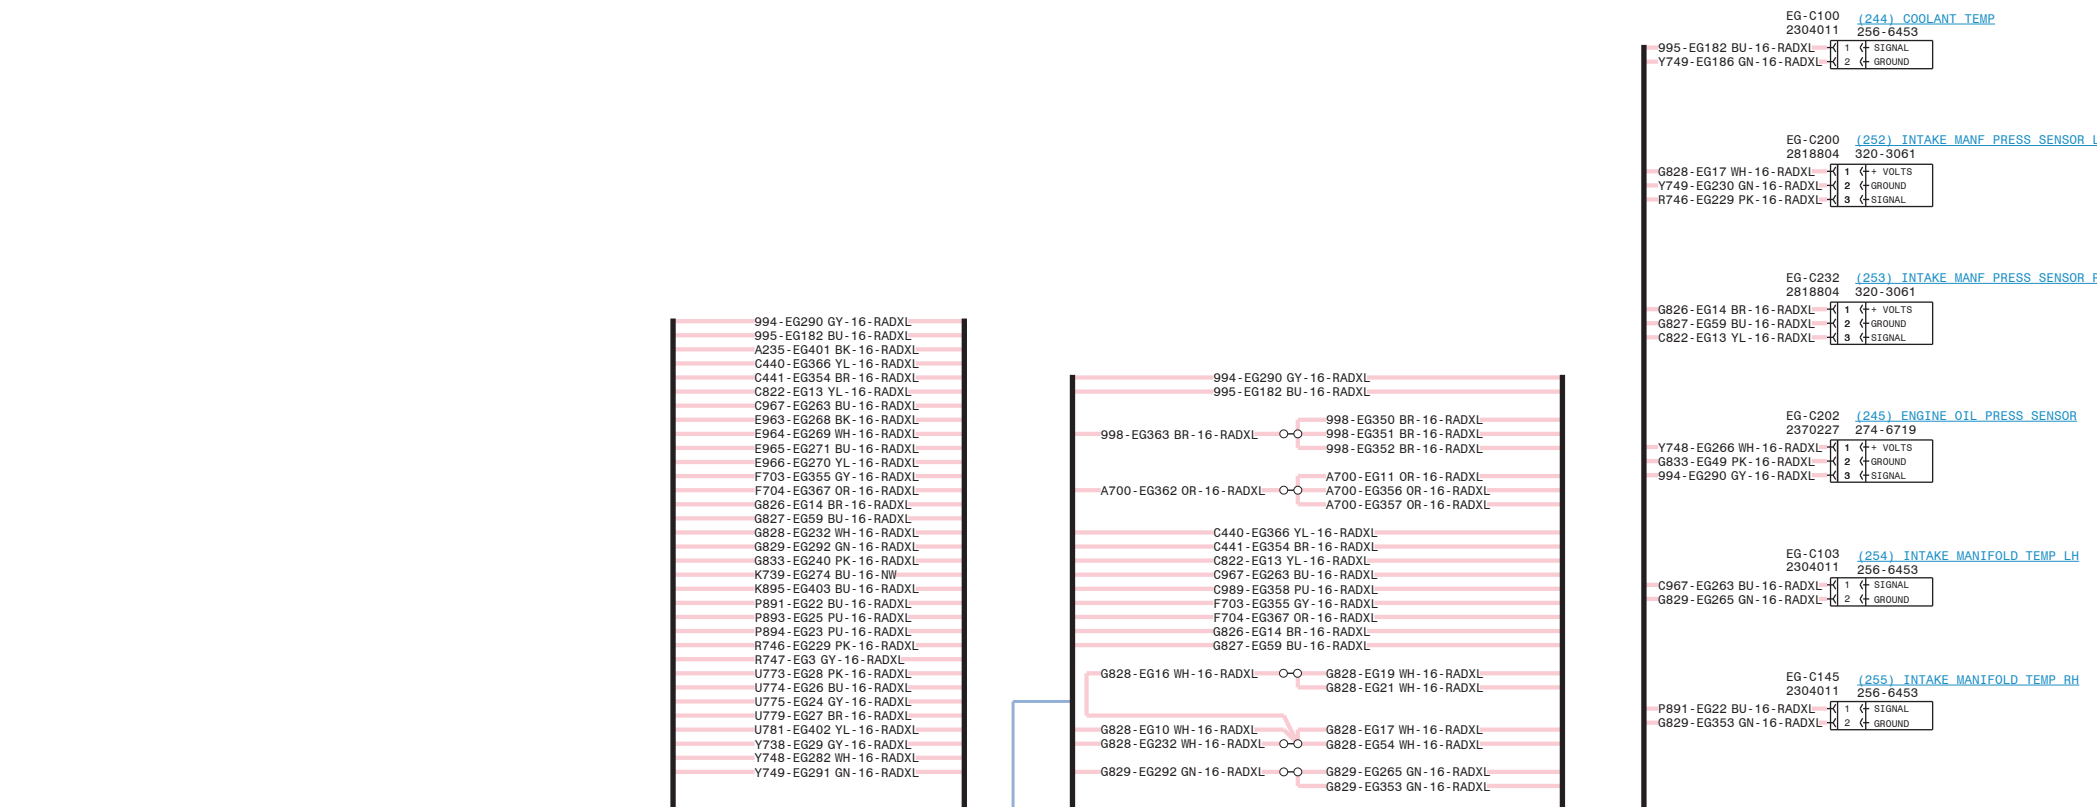 994-EG290 GY-16-RADXL
995-EG182 BU-16-RADXL
A235-EG401 BK-16-RADXL
C440-EG366 YL-16-RADXL
C441-EG354 BR-16-RADXL
C822-EG13 YL-16-RADXL
C967-EG263 BU-16-RADXL
E963-EG268 BK-16-RADXL
E964-EG269 WH-16-RADXL
E965-EG271 BU-16-RADXL
E966-EG270 YL-16-RADXL
F703-EG355 GY-16-RADXL
F704-EG367 OR-16-RADXL
G826-EG14 BR-16-RADXL
G827-EG59 BU-16-RADXL
G828-EG232 WH-16-RADXL
G829-EG292 GN-16-RADXL
G833-EG240 PK-16-RADXL
K739-EG274 BU-16-NW
K895-EG403 BU-16-RADXL
P891-EG22 BU-16-RADXL
P893-EG25 PU-16-RADXL
P894-EG23 PU-16-RADXL
R746-EG229 PK-16-RADXL
R747-EG3 GY-16-RADXL
U773-EG28 PK-16-RADXL
U774-EG26 BU-16-RADXL
U775-EG24 GY-16-RADXL
U779-EG27 BR-16-RADXL
U781-EG402 YL-16-RADXL
Y738-EG29 GY-16-RADXL
Y748-EG282 WH-16-RADXL
Y749-EG291 GN-16-RADXL
994-EG290 GY-16-RADXL
995-EG182 BU-16-RADXL
998-EG363 BR-16-RADXL
998-EG350 BR-16-RADXL
998-EG351 BR-16-RADXL
998-EG352 BR-16-RADXL
A700-EG362 OR-16-RADXL
A700-EG11 OR-16-RADXL
A700-EG356 OR-16-RADXL
A700-EG357 OR-16-RADXL
C440-EG366 YL-16-RADXL
C441-EG354 BR-16-RADXL
C822-EG13 YL-16-RADXL
C967-EG263 BU-16-RADXL
C989-EG358 PU-16-RADXL
F703-EG355 GY-16-RADXL
F704-EG367 OR-16-RADXL
G826-EG14 BR-16-RADXL
G827-EG59 BU-16-RADXL
G828-EG16 WH-16-RADXL
G828-EG19 WH-16-RADXL
G828-EG21 WH-16-RADXL
G828-EG10 WH-16-RADXL
G828-EG17 WH-16-RADXL
G828-EG232 WH-16-RADXL
G828-EG54 WH-16-RADXL
G829-EG292 GN-16-RADXL
G829-EG265 GN-16-RADXL
G829-EG353 GN-16-RADXL
EG-C100 (244) COOLANT TEMP
2304011 256-6453
995-EG182 BU-16-RADXL 1 SIGNAL
Y749-EG186 GN-16-RADXL 2 GROUND
EG-C200 (252) INTAKE MANF PRESS SENSOR
2818804 320-3061
G828-EG17 WH-16-RADXL 1 + VOLTS
Y749-EG230 GN-16-RADXL 2 GROUND
R746-EG229 PK-16-RADXL 3 SIGNAL
EG-C232 (253) INTAKE MANF PRESS SENSOR
2818804 320-3061
G826-EG14 BR-16-RADXL 1 + VOLTS
G827-EG59 BU-16-RADXL 2 GROUND
C822-EG13 YL-16-RADXL 3 SIGNAL
EG-C202 (245) ENGINE OIL PRESS SENSOR
2370227 274-6719
Y748-EG266 WH-16-RADXL 1 + VOLTS
G833-EG49 PK-16-RADXL 2 GROUND
994-EG290 GY-16-RADXL 3 SIGNAL
EG-C103 (254) INTAKE MANIFOLD TEMP LH
2304011 256-6453
C967-EG263 BU-16-RADXL 1 SIGNAL
G829-EG265 GN-16-RADXL 2 GROUND
EG-C145 (255) INTAKE MANIFOLD TEMP RH
2304011 256-6453
P891-EG22 BU-16-RADXL 1 SIGNAL
G829-EG353 GN-16-RADXL 2 GROUND